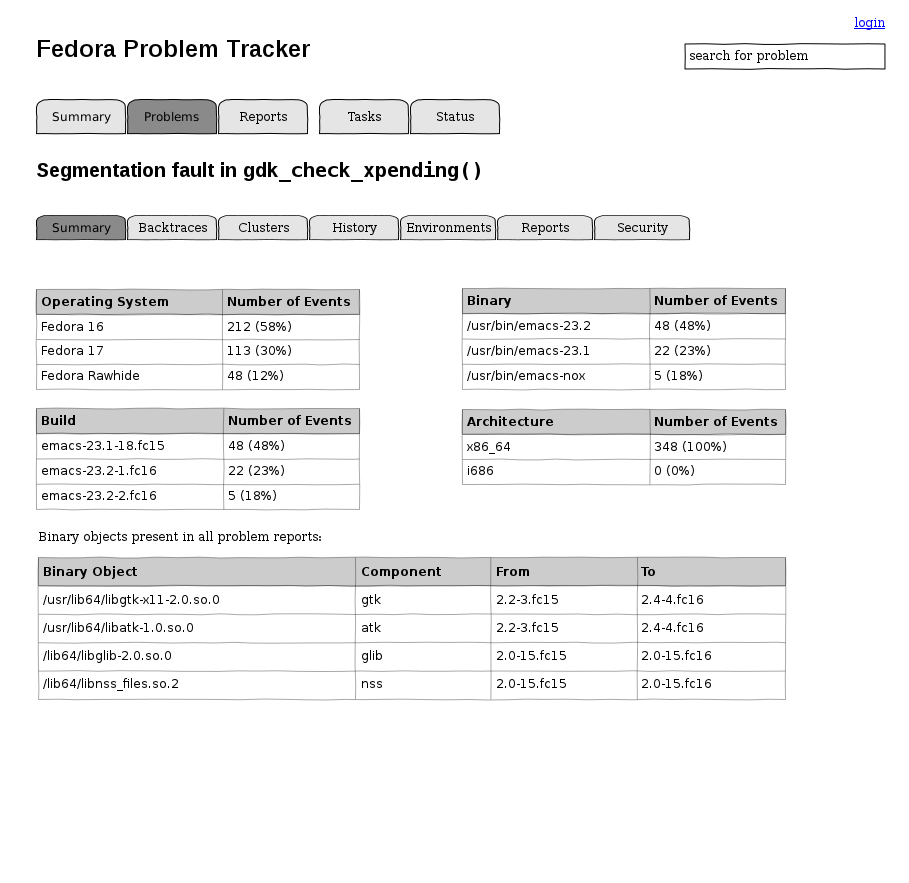 login
Fedora Problem Tracker
search for problem
Summary Problems Reports Tasks Status
Segmentation fault in gdk_check_xpending()
Summary Backtraces Clusters History Environments Reports Security
Operating System Number of Events
Fedora 16 212 (58%)
Fedora 17 113 (30%)
Fedora Rawhide 48 (12%)
Binary Number of Events
/usr/bin/emacs-23.2 48 (48%)
/usr/bin/emacs-23.1 22 (23%)
/usr/bin/emacs-nox 5 (18%)
Build Number of Events
emacs-23.1-18.fc15 48 (48%)
emacs-23.2-1.fc16 22 (23%)
emacs-23.2-2.fc16 5 (18%)
Architecture Number of Events
x86_64 348 (100%)
i686 0 (0%)
Binary objects present in all problem reports:
Binary Object Component From To
/usr/lib64/libgtk-x11-2.0.so.0 gtk 2.2-3.fc15 2.4-4.fc16
/usr/lib64/libatk-1.0.so.0 atk 2.2-3.fc15 2.4-4.fc16
/lib64/libglib-2.0.so.0 glib 2.0-15.fc15 2.0-15.fc16
/lib64/libnss_files.so.2 nss 2.0-15.fc15 2.0-15.fc16